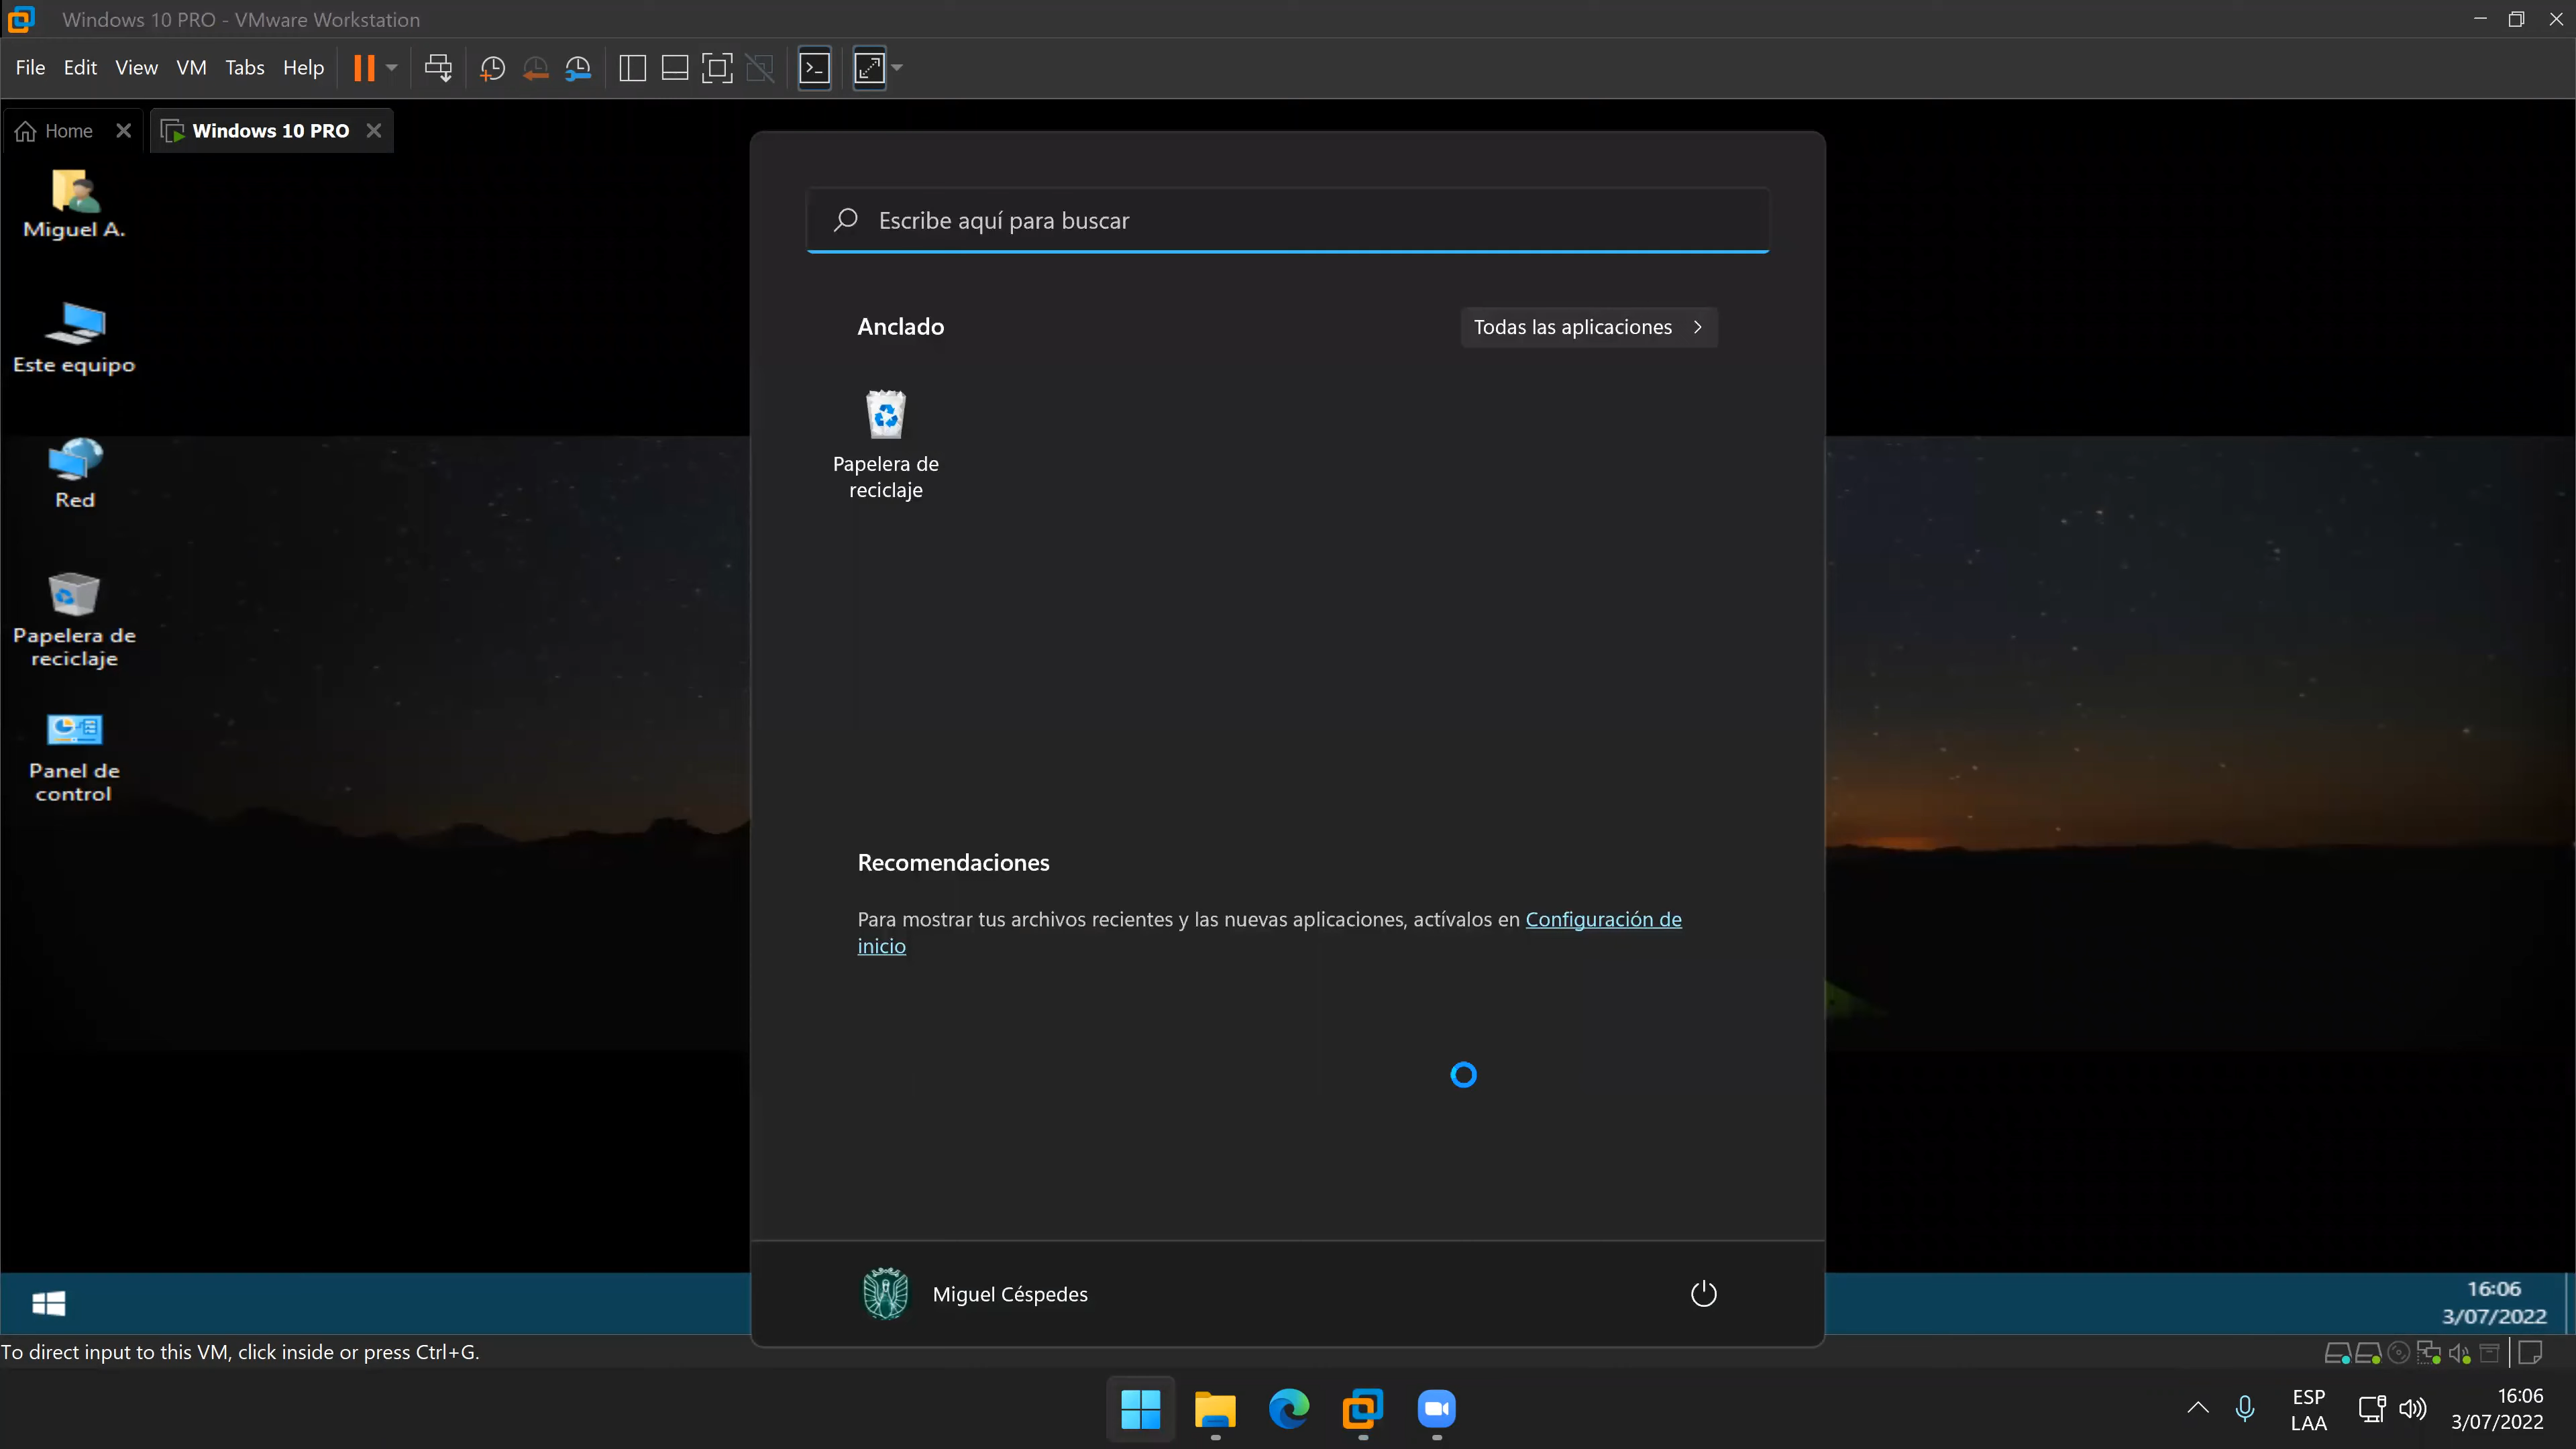 Windows 10 PRO - VMware Workstation
File Edit View VM Tabs Help
Home
Windows 10 PRO
Miguel A.
Este equipo
Red
Papelera de
reciclaje
Panel de
control
Escribe aquí para buscar
Anclado
Todas las aplicaciones
Papelera de
reciclaje
Recomendaciones
Para mostrar tus archivos recientes y las nuevas aplicaciones, actívalos en Configuración de
inicio
Miguel Céspedes
16:06
3/07/2022
To direct input to this VM, click inside or press Ctrl+G.
ESP
LAA
16:06
3/07/2022